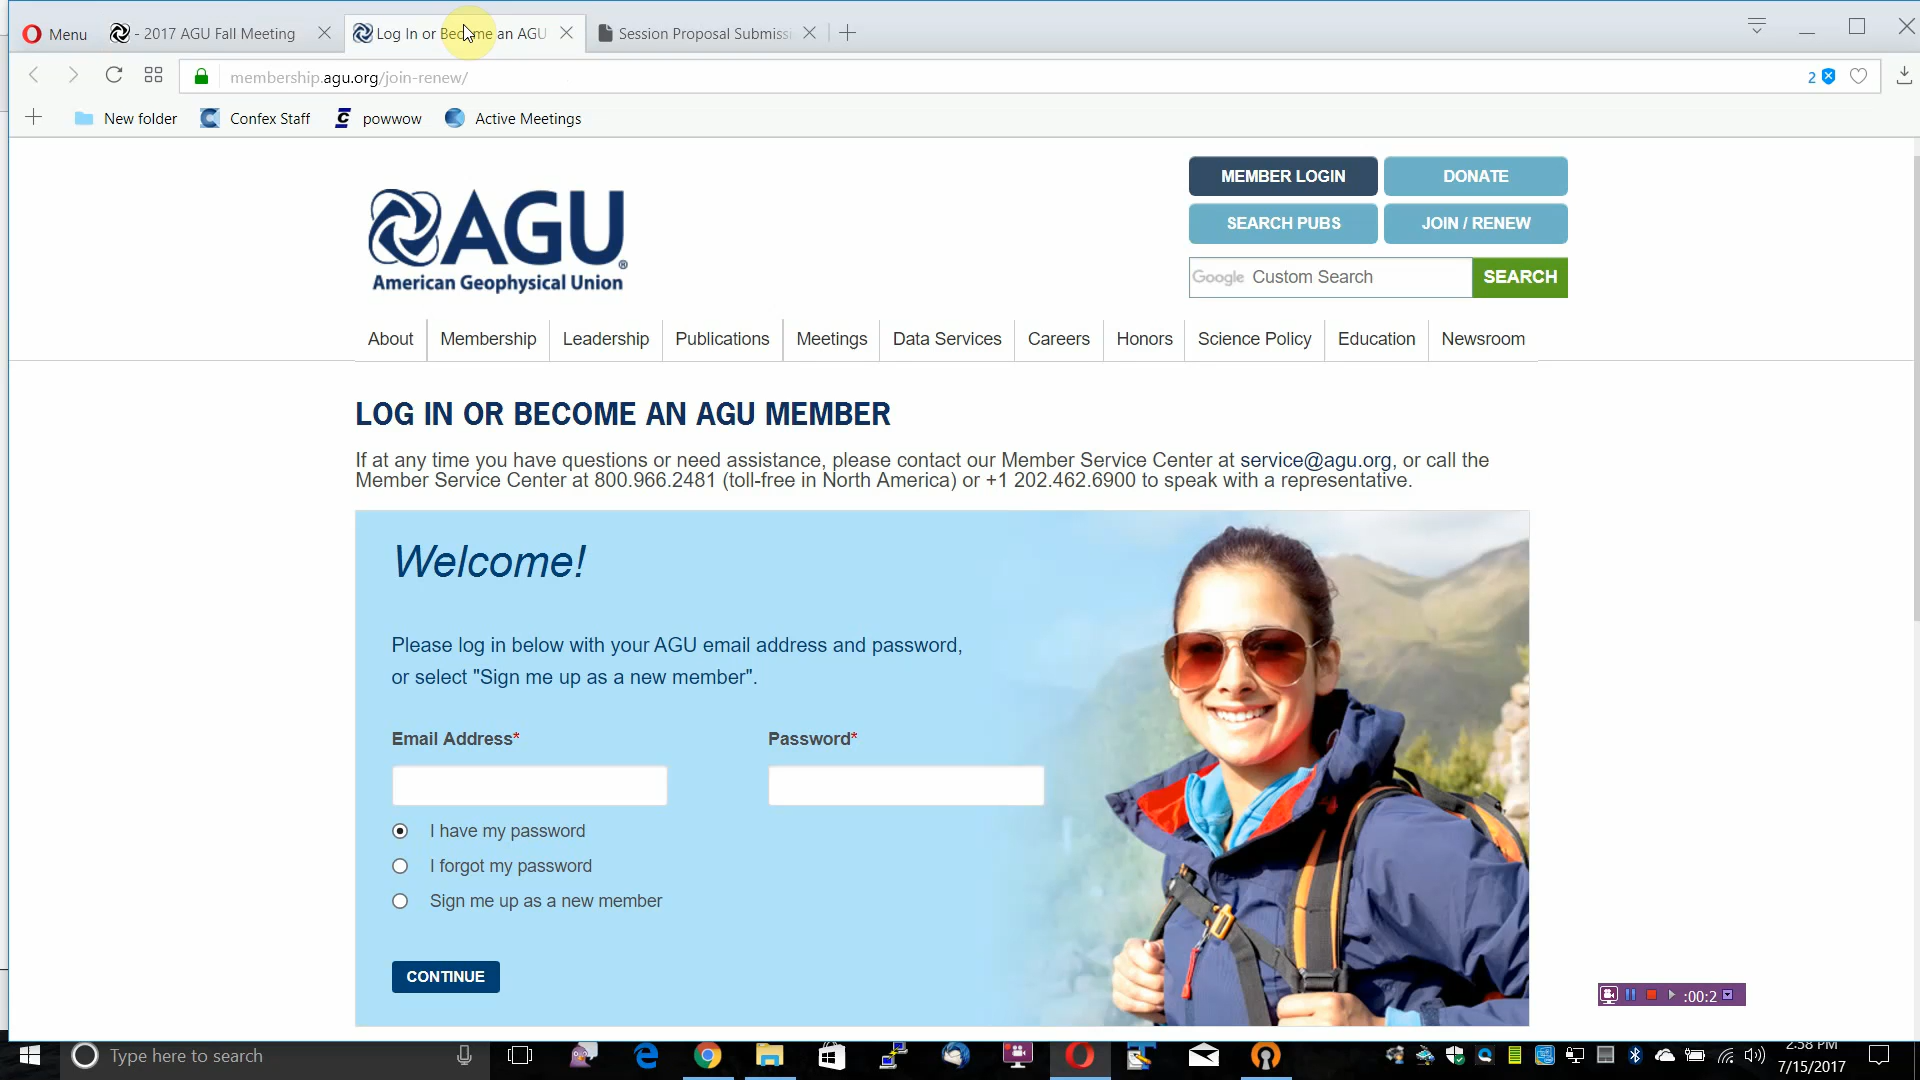 Menu
- 2017 AGU Fall Meeting
Log In or Become an AGU
Session Proposal Submiss
membership.agu.org/join-renew/
2
New folder
Confex Staff
powwow
Active Meetings
MEMBER LOGIN
DONATE
AGU
American Geophysical Union
SEARCH PUBS
JOIN / RENEW
Google Custom Search
SEARCH
About
Membership
Leadership
Publications
Meetings
Data Services
Careers
Honors
Science Policy
Education
Newsroom
LOG IN OR BECOME AN AGU MEMBER
If at any time you have questions or need assistance, please contact our Member Service Center at service@agu.org, or call the
Member Service Center at 800.966.2481 (toll-free in North America) or +1 202.462.6900 to speak with a representative.
Welcome!
Please log in below with your AGU email address and password,
or select "Sign me up as a new member".
Email Address*
Password*
I have my password
I forgot my password
Sign me up as a new member
CONTINUE
:00:2
Type here to search
2:58 PM
7/15/2017